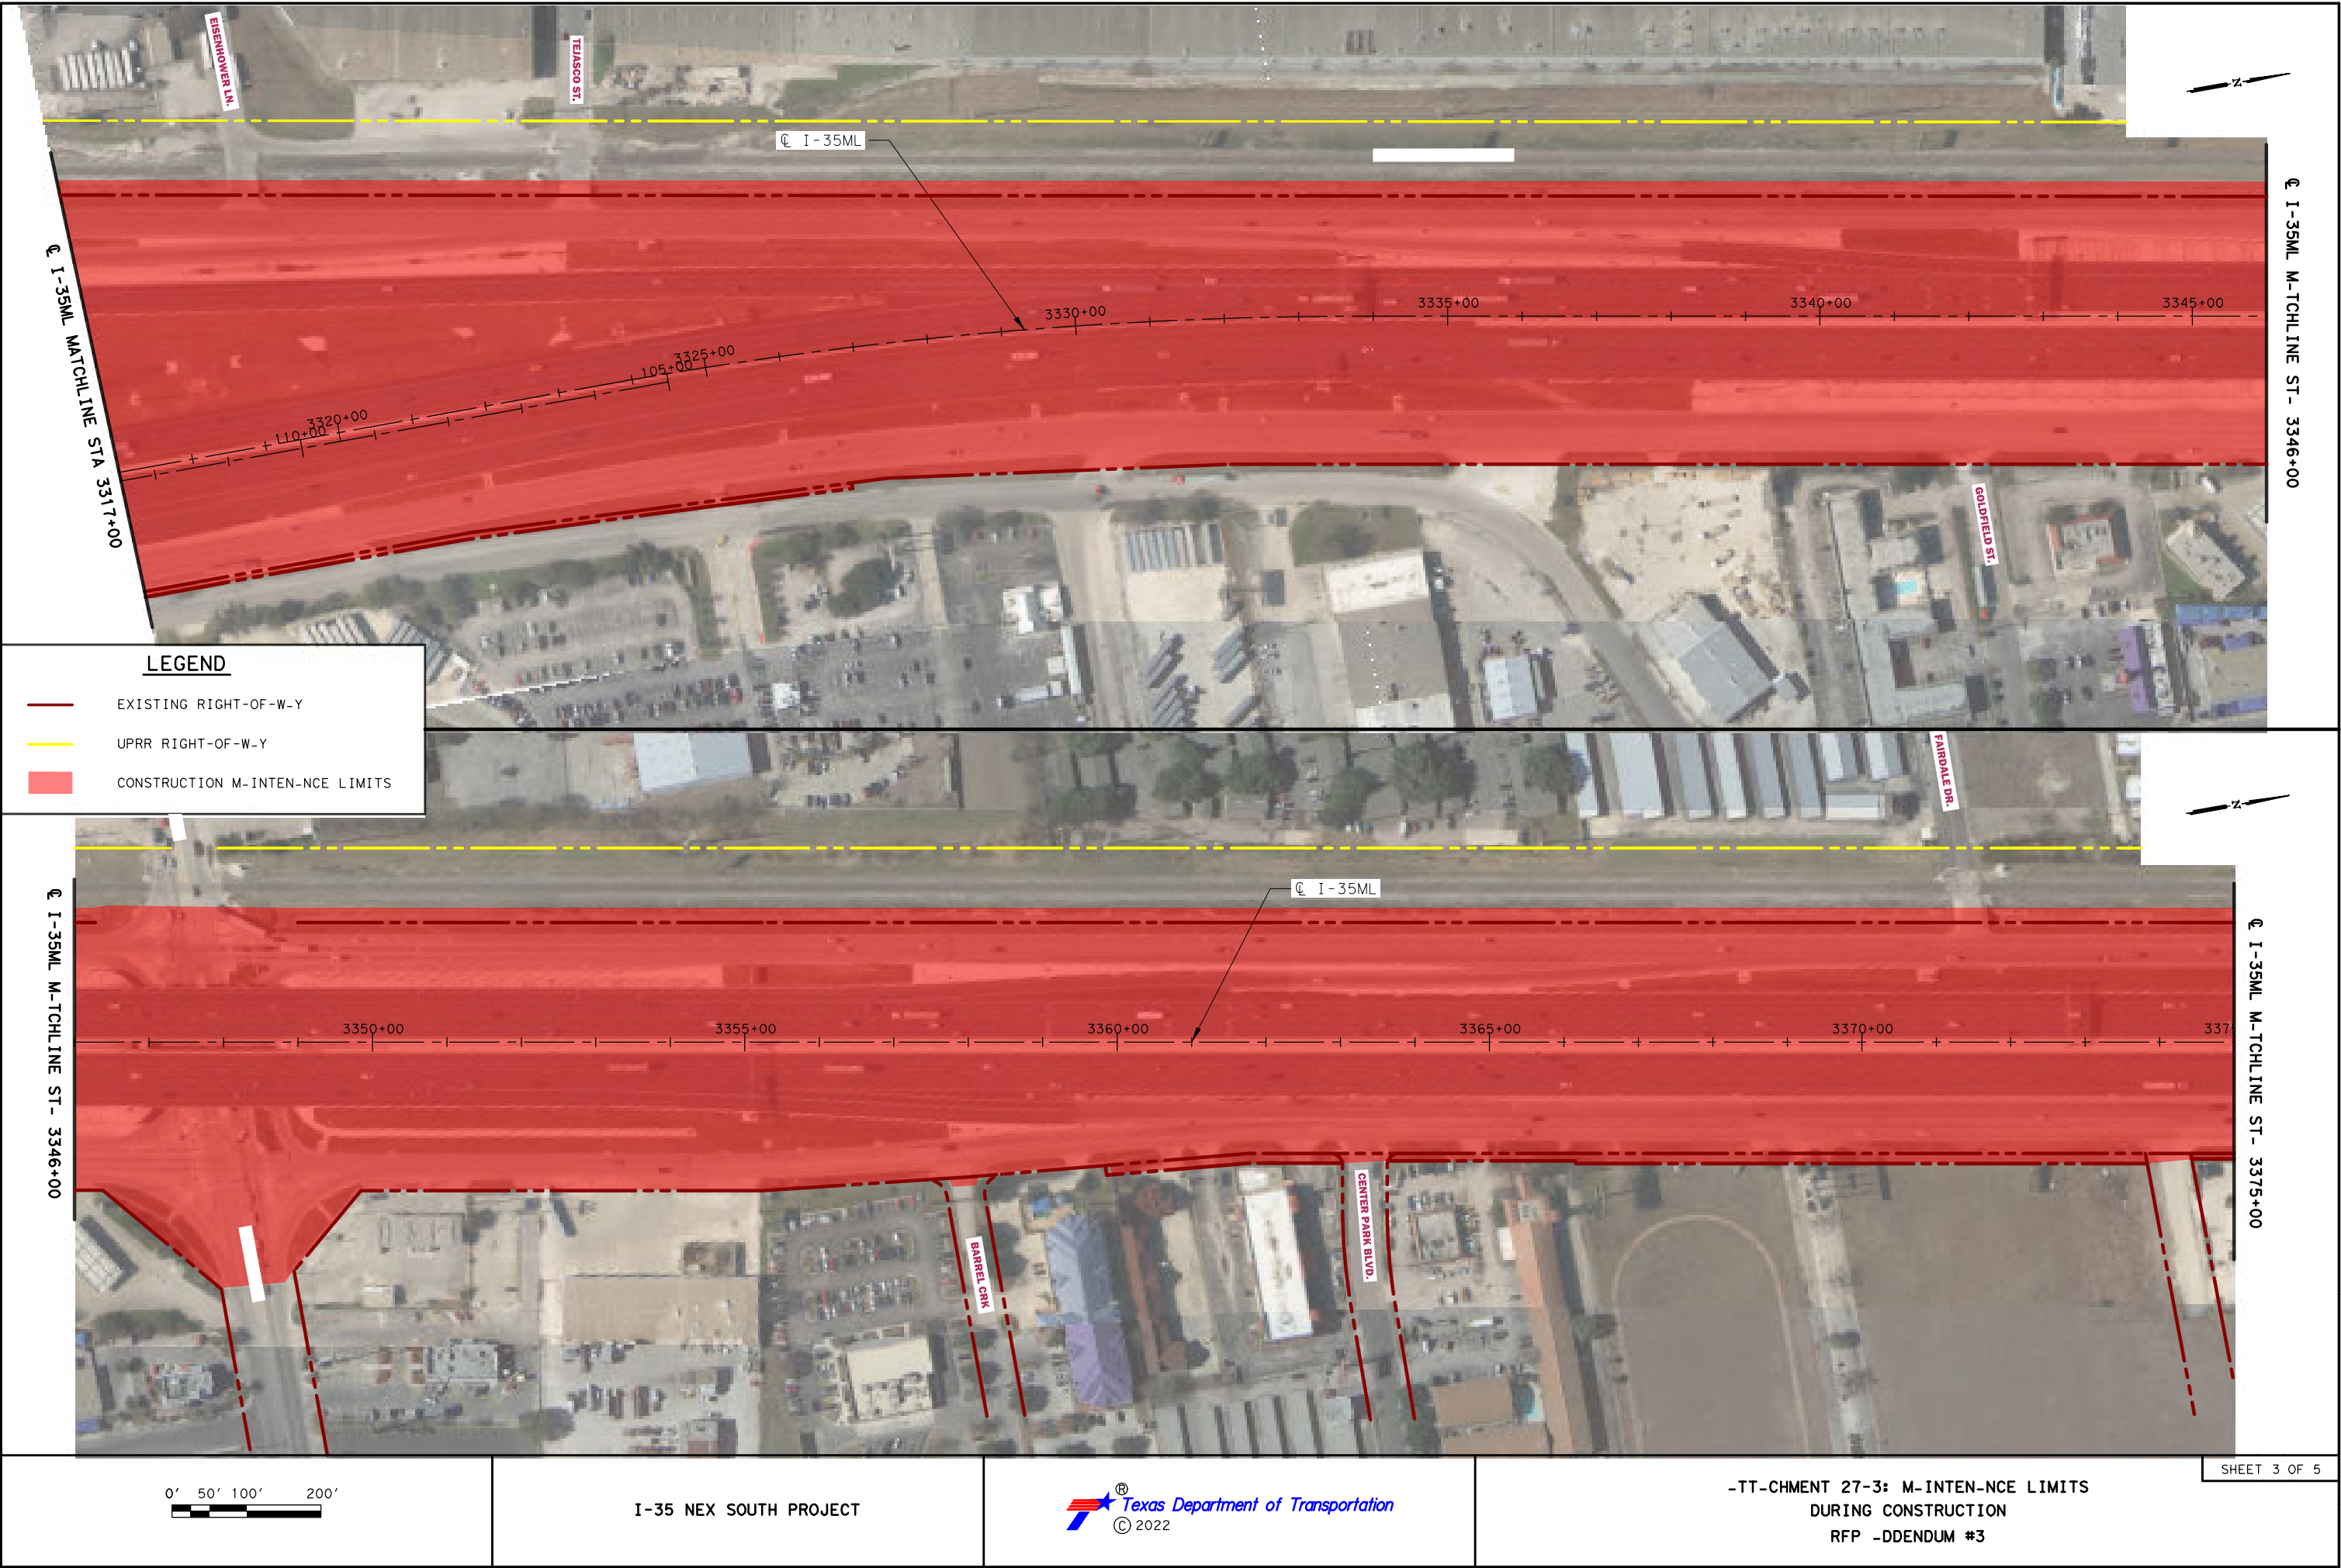 EISENHOWER LN.
TEJASCO ST.
N
℄ I-35ML
℄ I-35ML MATCHLINE STA 3317+00
℄ I-35ML M-TCHLINE ST- 3346+00
110+00
3320+00
105+00
3325+00
3330+00
3335+00
3340+00
3345+00
GOLDFIELD ST.
LEGEND
EXISTING RIGHT-OF-W-Y
UPRR RIGHT-OF-W-Y
CONSTRUCTION M-INTEN-NCE LIMITS
FAIRDALE DR.
N
℄ I-35ML
℄ I-35ML M-TCHLINE ST- 3346+00
℄ I-35ML M-TCHLINE ST- 3375+00
3350+00
3355+00
3360+00
3365+00
3370+00
337
BARREL CRK
CENTER PARK BLVD.
SHEET 3 OF 5
0' 50' 100' 200'
I-35 NEX SOUTH PROJECT
®
Texas Department of Transportation
© 2022
-TT-CHMENT 27-3: M-INTEN-NCE LIMITS
DURING CONSTRUCTION
RFP -DDENDUM #3